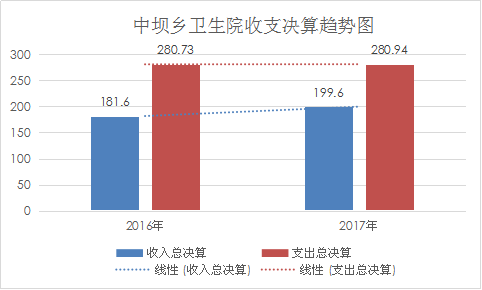 中坝乡卫生院收支决算趋势图
300
250
200
150
100
50
0
181.6
280.73
199.6
280.94
2016年
2017年
收入总决算
支出总决算
线性 (收入总决算)
线性 (支出总决算)